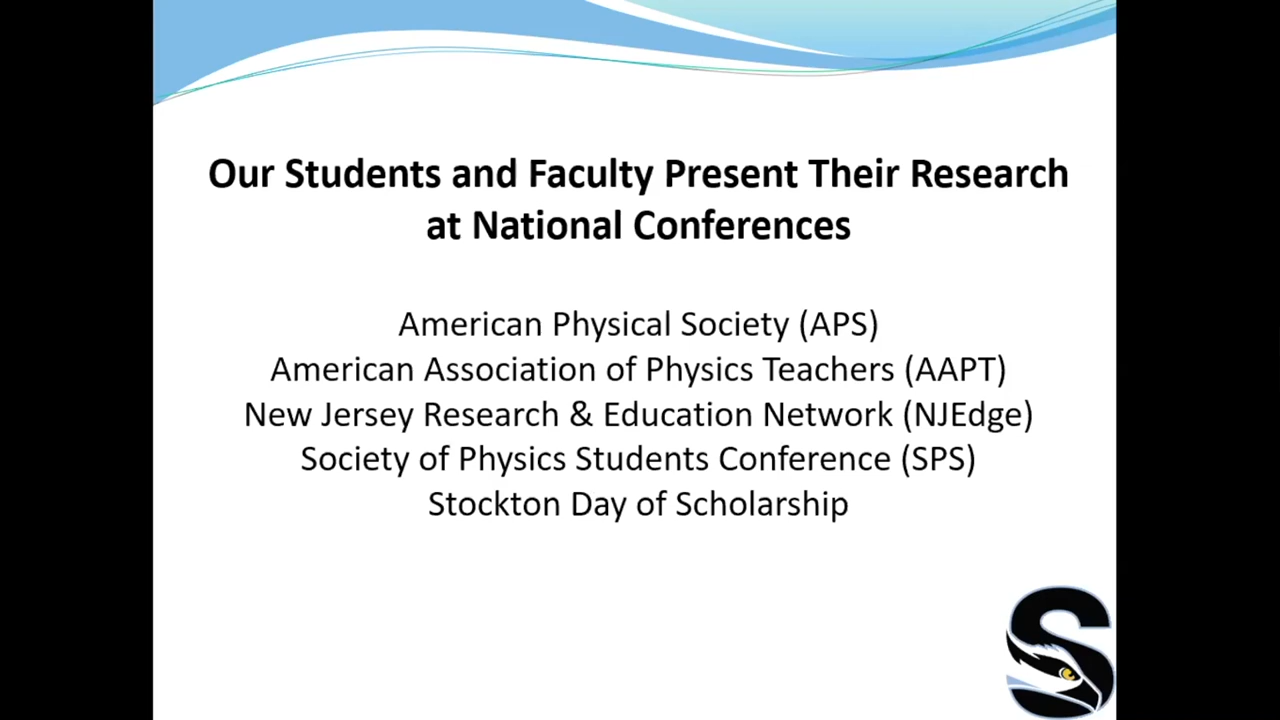 Our Students and Faculty Present Their Research
at National Conferences
American Physical Society (APS)
American Association of Physics Teachers (AAPT)
New Jersey Research & Education Network (NJEdge)
Society of Physics Students Conference (SPS)
Stockton Day of Scholarship
S